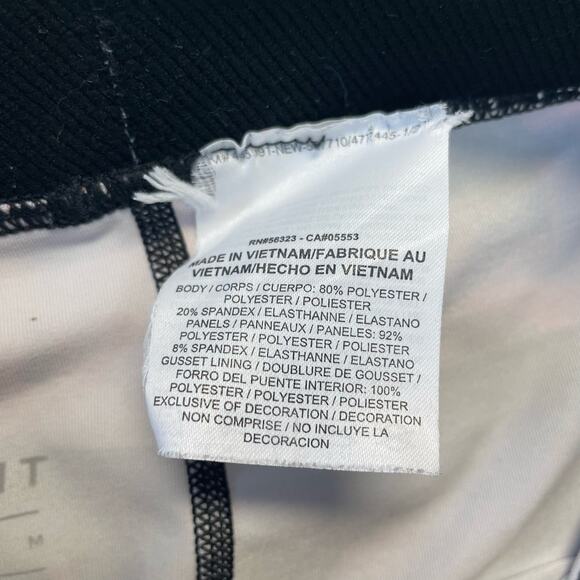 RN#56323 - CA#05553
MADE IN VIETNAM/FABRIQUE AU
VIETNAM/HECHO EN VIETNAM
BODY / CORPS / CUERPO: 80% POLYESTER /
POLYESTER / POLIESTER
20% SPANDEX / ELASTHANNE / ELASTANO
PANELS / PANNEAUX / PANELES: 92%
POLYESTER / POLYESTER / POLIESTER
8% SPANDEX / ELASTHANNE / ELASTANO
GUSSET LINING / DOUBLURE DE GOUSSET /
FORRO DEL PUENTE INTERIOR: 100%
POLYESTER / POLYESTER / POLIESTER
EXCLUSIVE OF DECORATION / DECORATION
NON COMPRISE / NO INCLUYE LA
DECORACION
M